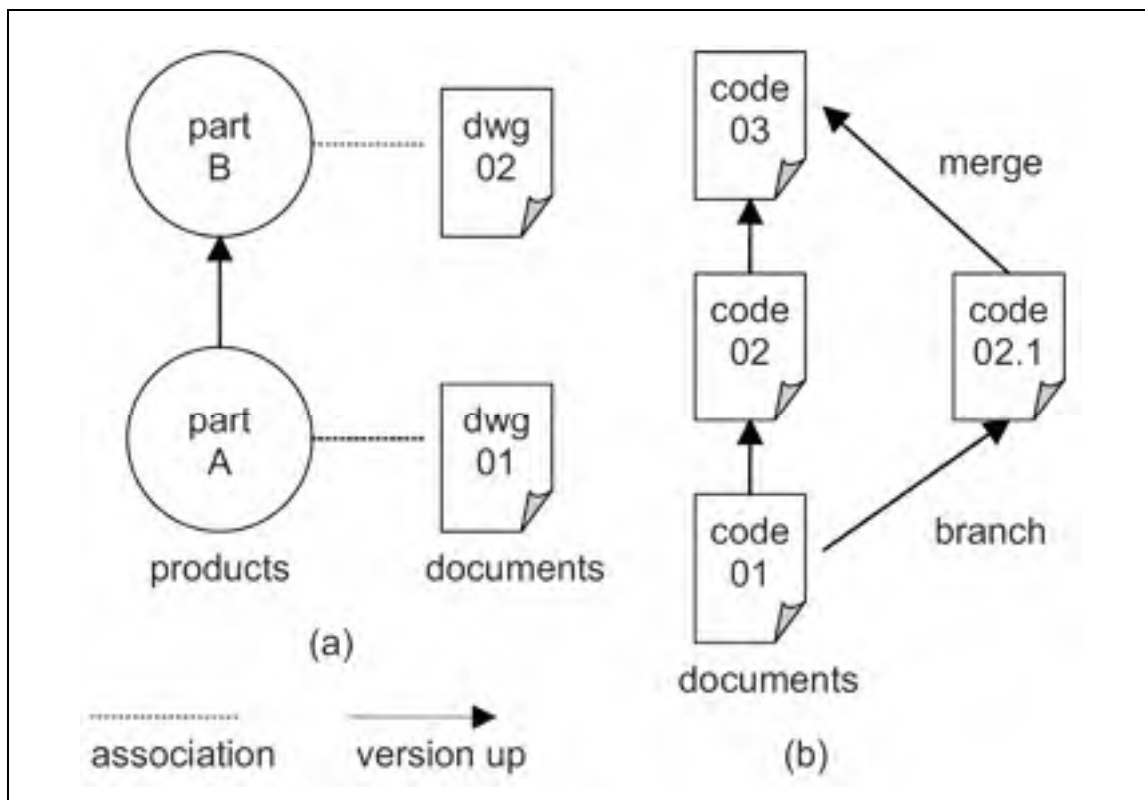 part
B
dwg
02
part
A
dwg
01
products
documents
(a)
association
version up
code
03
merge
code
02
code
02.1
code
01
branch
documents
(b)